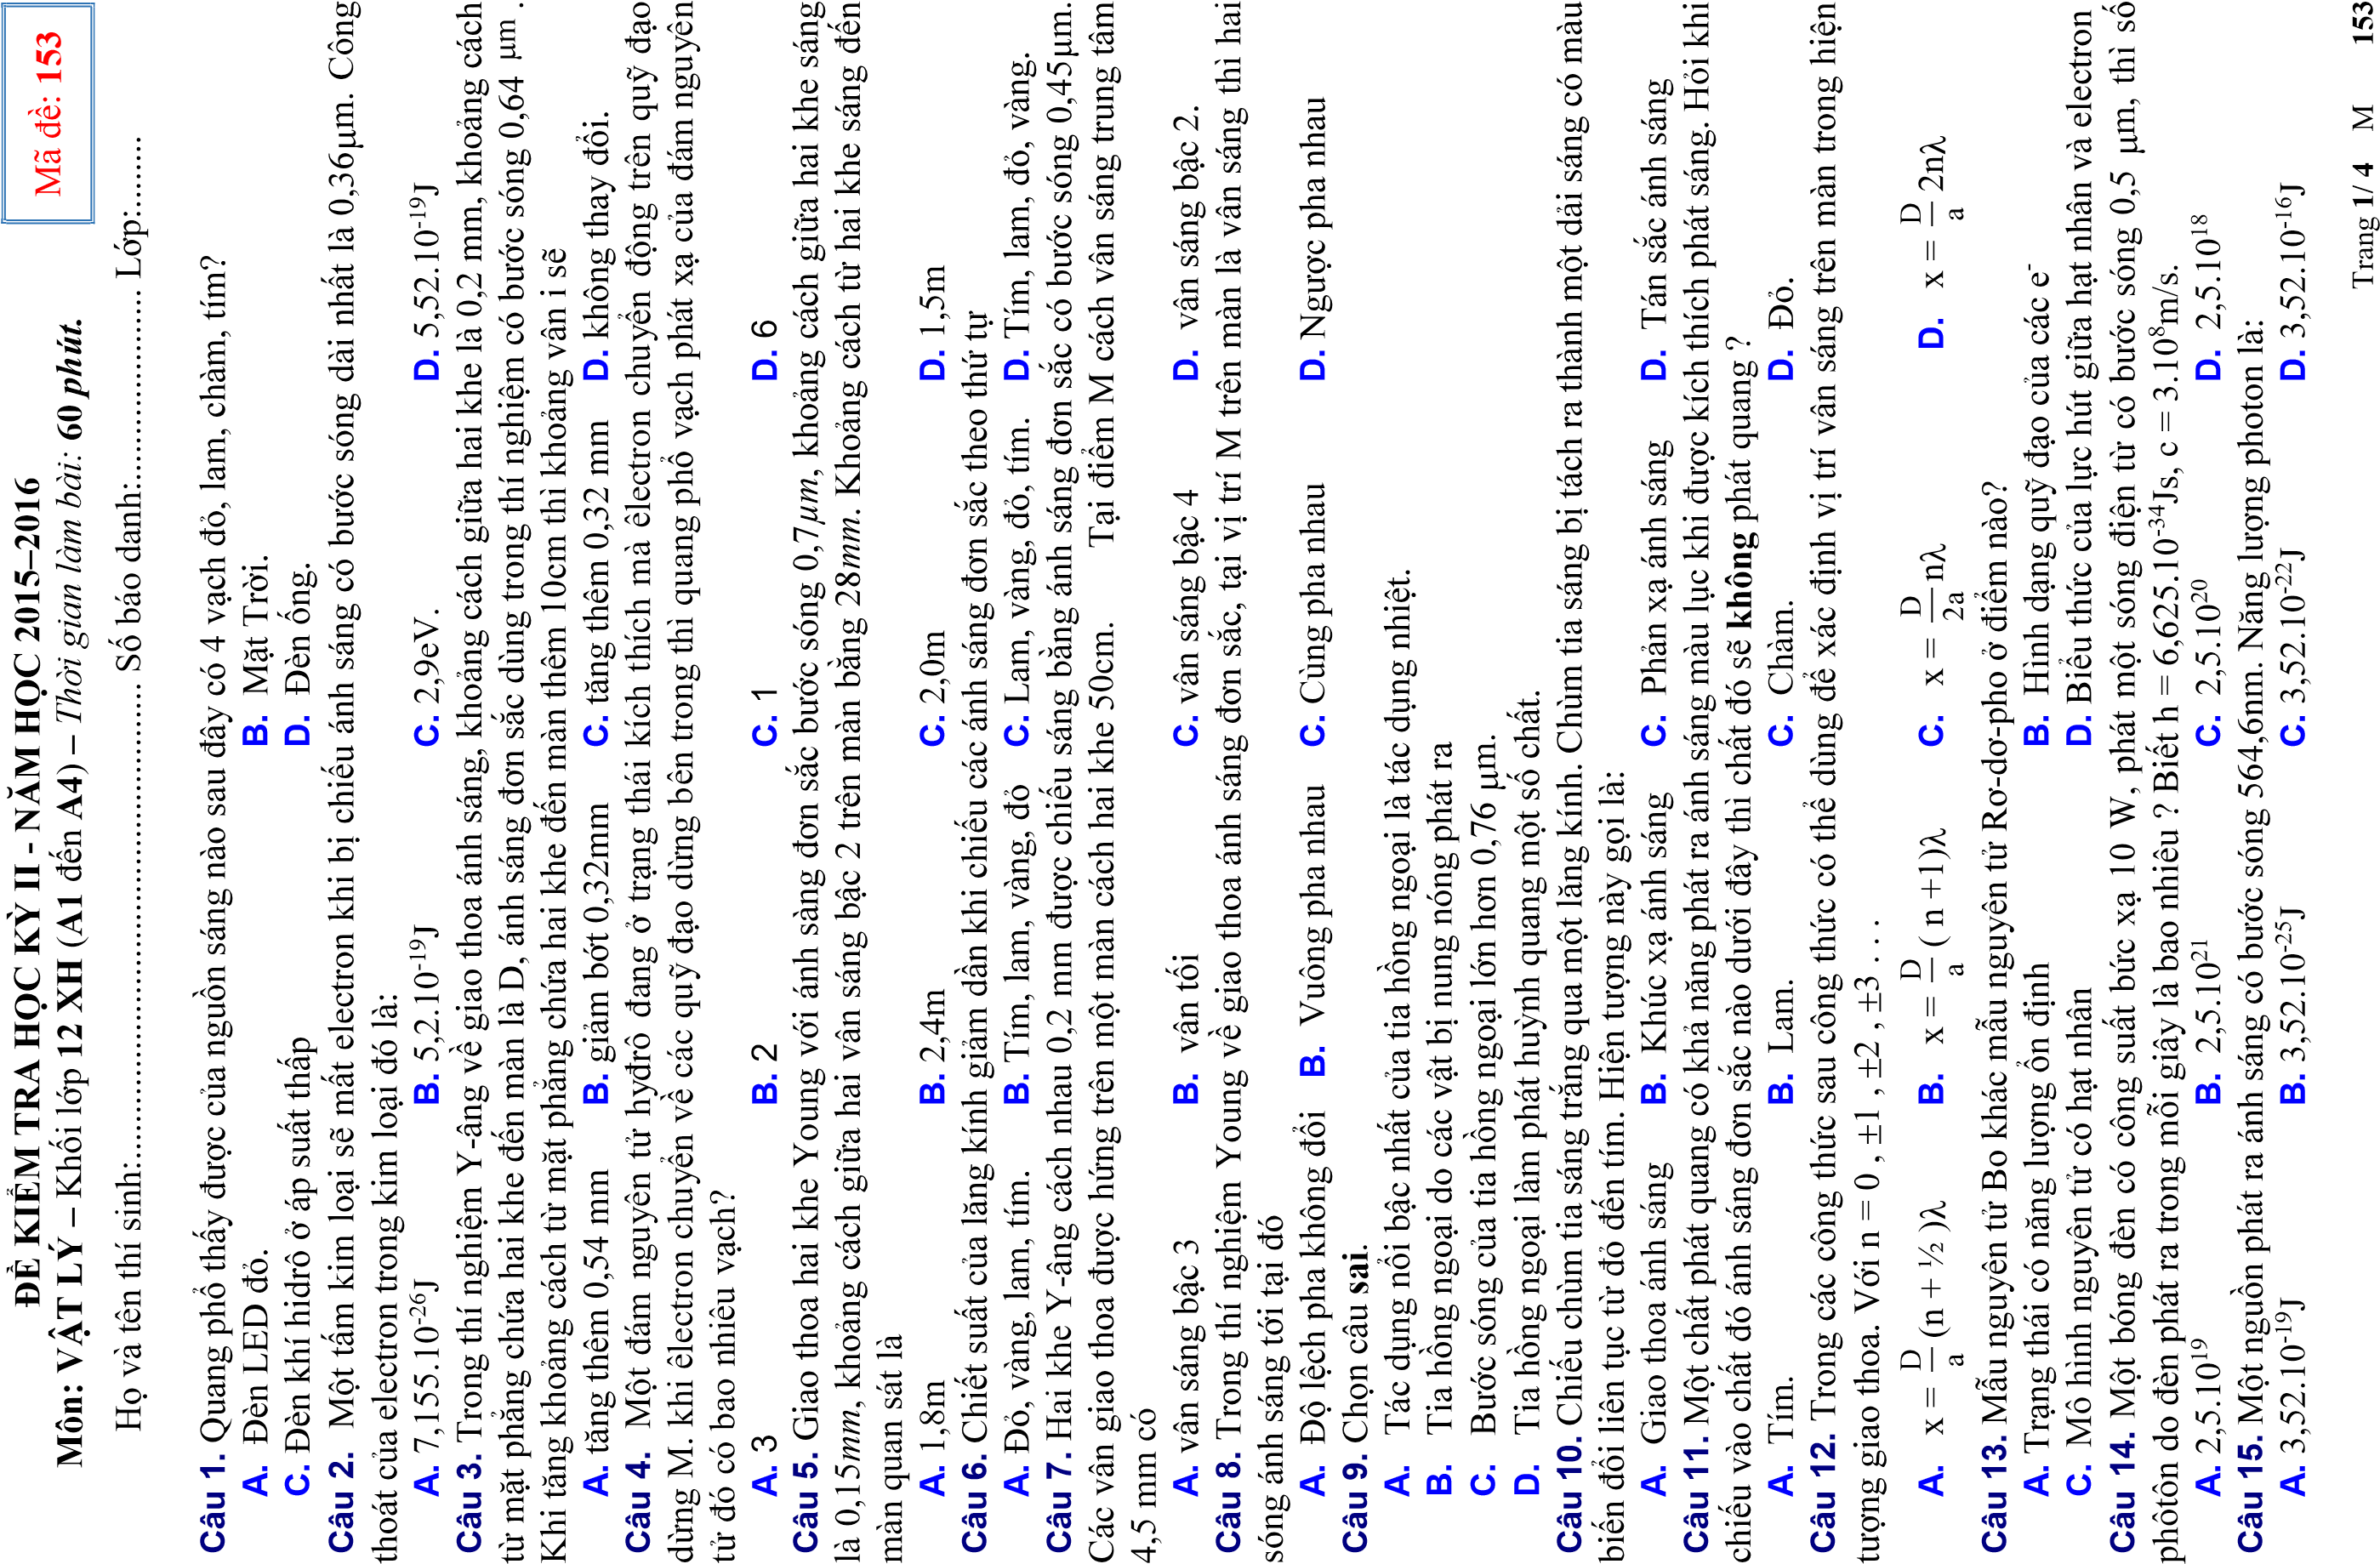 Mã đề: 153
ĐỀ KIỂM TRA HỌC KỲ II - NĂM HỌC 2015–2016
Môn: VẬT LÝ – Khối lớp 12 XH (A1 đến A4) – Thời gian làm bài: 60 phút.
Họ và tên thí sinh:.................................................... Số báo danh:..................... Lớp:.......
Câu 1. Quang phổ thấy được của nguồn sáng nào sau đây có 4 vạch đỏ, lam, chàm, tím?
A. Đèn LED đỏ. B. Mặt Trời.
C. Đèn khí hidrô ở áp suất thấp D. Đèn ống.
Câu 2. Một tấm kim loại sẽ mất electron khi bị chiếu ánh sáng có bước sóng dài nhất là 0,36µm. Công
thoát của electron trong kim loại đó là:
A. 7,155.10⁻²⁶J B. 5,2.10⁻¹⁹J C. 2,9eV. D. 5,52.10⁻¹⁹J
Câu 3. Trong thí nghiệm Y-âng về giao thoa ánh sáng, khoảng cách giữa hai khe là 0,2 mm, khoảng cách
từ mặt phẳng chứa hai khe đến màn là D, ánh sáng đơn sắc dùng trong thí nghiệm có bước sóng 0,64 µm .
Khi tăng khoảng cách từ mặt phẳng chứa hai khe đến màn thêm 10cm thì khoảng vân i sẽ
A. tăng thêm 0,54 mm B. giảm bớt 0,32mm C. tăng thêm 0,32 mm D. không thay đổi.
Câu 4. Một đám nguyên tử hyđrô đang ở trạng thái kích thích mà êlectron chuyển động trên quỹ đạo
dừng M. khi êlectron chuyển về các quỹ đạo dừng bên trong thì quang phổ vạch phát xạ của đám nguyên
tử đó có bao nhiêu vạch?
A. 3 B. 2 C. 1 D. 6
Câu 5. Giao thoa hai khe Young với ánh sàng đơn sắc bước sóng 0,7µm, khoảng cách giữa hai khe sáng
là 0,15mm, khoảng cách giữa hai vân sáng bậc 2 trên màn bằng 28mm. Khoảng cách từ hai khe sáng đến
màn quan sát là
A. 1,8m B. 2,4m C. 2,0m D. 1,5m
Câu 6. Chiết suất của lăng kính giảm dần khi chiếu các ánh sáng đơn sắc theo thứ tự
A. Đỏ, vàng, lam, tím. B. Tím, lam, vàng, đỏ C. Lam, vàng, đỏ, tím. D. Tím, lam, đỏ, vàng.
Câu 7. Hai khe Y-âng cách nhau 0,2 mm được chiếu sáng bằng ánh sáng đơn sắc có bước sóng 0,45µm.
Các vân giao thoa được hứng trên một màn cách hai khe 50cm. Tại điểm M cách vân sáng trung tâm
4,5 mm có
A. vân sáng bậc 3 B. vân tối C. vân sáng bậc 4 D. vân sáng bậc 2.
Câu 8. Trong thí nghiệm Young về giao thoa ánh sáng đơn sắc, tại vị trí M trên màn là vân sáng thì hai
sóng ánh sáng tới tại đó
A. Độ lệch pha không đổi B. Vuông pha nhau C. Cùng pha nhau D. Ngược pha nhau
Câu 9. Chọn câu sai.
A. Tác dụng nổi bậc nhất của tia hồng ngoại là tác dụng nhiệt.
B. Tia hồng ngoại do các vật bị nung nóng phát ra
C. Bước sóng của tia hồng ngoại lớn hơn 0,76 µm.
D. Tia hồng ngoại làm phát huỳnh quang một số chất.
Câu 10. Chiếu chùm tia sáng trắng qua một lăng kính. Chùm tia sáng bị tách ra thành một dải sáng có màu
biến đổi liên tục từ đỏ đến tím. Hiện tượng này gọi là:
A. Giao thoa ánh sáng B. Khúc xạ ánh sáng C. Phản xạ ánh sáng D. Tán sắc ánh sáng
Câu 11. Một chất phát quang có khả năng phát ra ánh sáng màu lục khi được kích thích phát sáng. Hỏi khi
chiếu vào chất đó ánh sáng đơn sắc nào dưới đây thì chất đó sẽ không phát quang ?
A. Tím. B. Lam. C. Chàm. D. Đỏ.
Câu 12. Trong các công thức sau công thức có thể dùng để xác định vị trí vân sáng trên màn trong hiện
tượng giao thoa. Với n = 0 , ±1 , ±2 , ±3 . . .
A. x = D/a (n + ½ )λ B. x = D/a ( n +1)λ C. x = D/2a nλ D. x = D/a 2nλ
Câu 13. Mẫu nguyên tử Bo khác mẫu nguyên tử Rơ-dơ-pho ở điểm nào?
A. Trạng thái có năng lượng ổn định B. Hình dạng quỹ đạo của các e⁻
C. Mô hình nguyên tử có hạt nhân D. Biểu thức của lực hút giữa hạt nhân và electron
Câu 14. Một bóng đèn có công suất bức xạ 10 W, phát một sóng điện từ có bước sóng 0,5 µm, thì số
phôtôn do đèn phát ra trong mỗi giây là bao nhiêu ? Biết h = 6,625.10⁻³⁴Js, c = 3.10⁸m/s.
A. 2,5.10¹⁹ B. 2,5.10²¹ C. 2,5.10²⁰ D. 2,5.10¹⁸
Câu 15. Một nguồn phát ra ánh sáng có bước sóng 564,6nm. Năng lượng photon là:
A. 3,52.10⁻¹⁹J B. 3,52.10⁻²⁵J C. 3,52.10⁻²²J D. 3,52.10⁻¹⁶J
Trang 1/ 4 M 153